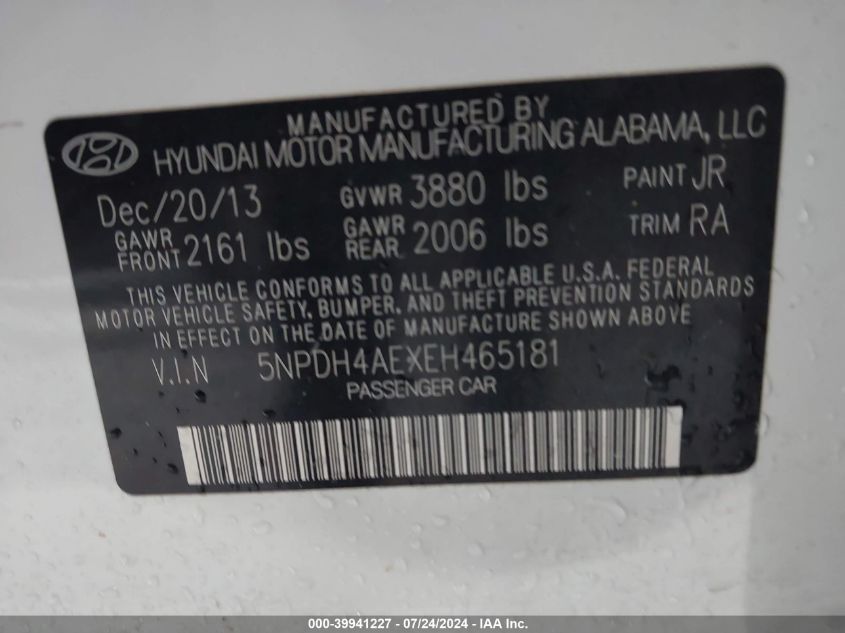 MANUFACTURED BY
HYUNDAI MOTOR MANUFACTURING ALABAMA, LLC
Dec/20/13 GVWR 3880 lbs PAINT JR
GAWR FRONT 2161 lbs GAWR REAR 2006 lbs TRIM RA
THIS VEHICLE CONFORMS TO ALL APPLICABLE U.S.A. FEDERAL
MOTOR VEHICLE SAFETY, BUMPER, AND THEFT PREVENTION STANDARDS
IN EFFECT ON THE DATE OF MANUFACTURE SHOWN ABOVE
V.I.N 5NPDH4AEXEH465181
PASSENGER CAR
000-39941227 - 07/24/2024 - IAA Inc.